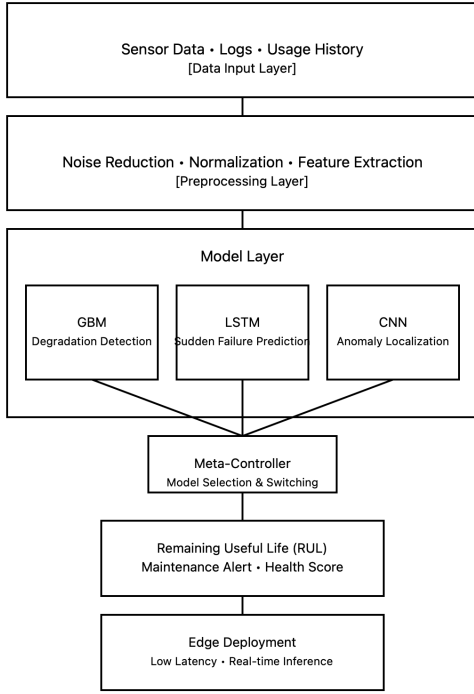 Sensor Data • Logs • Usage History
[Data Input Layer]
Noise Reduction • Normalization • Feature Extraction
[Preprocessing Layer]
Model Layer
GBM
Degradation Detection
LSTM
Sudden Failure Prediction
CNN
Anomaly Localization
Meta-Controller
Model Selection & Switching
Remaining Useful Life (RUL)
Maintenance Alert • Health Score
Edge Deployment
Low Latency • Real-time Inference